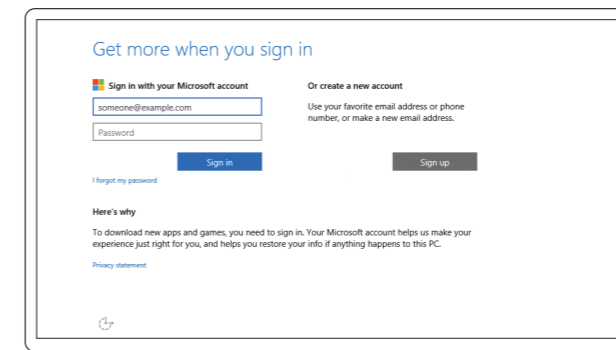 Get more when you sign in
Sign in with your Microsoft account
someone@example.com
Password
Sign in
I forgot my password
Or create a new account
Use your favorite email address or phone
number, or make a new email address.
Sign up
Here's why
To download new apps and games, you need to sign in. Your Microsoft account helps us make your
experience just right for you, and helps you restore your info if anything happens to this PC.
Privacy statement